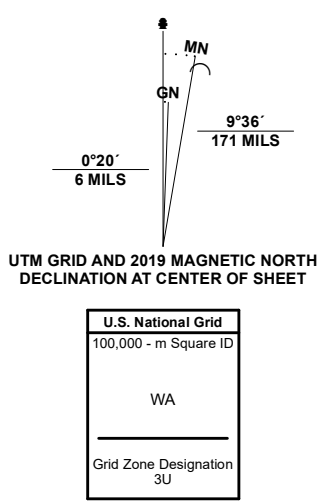 MN
GN
9°36´
171 MILS
0°20´
6 MILS
UTM GRID AND 2019 MAGNETIC NORTH
DECLINATION AT CENTER OF SHEET
U.S. National Grid
100,000 - m Square ID
WA
Grid Zone Designation
3U